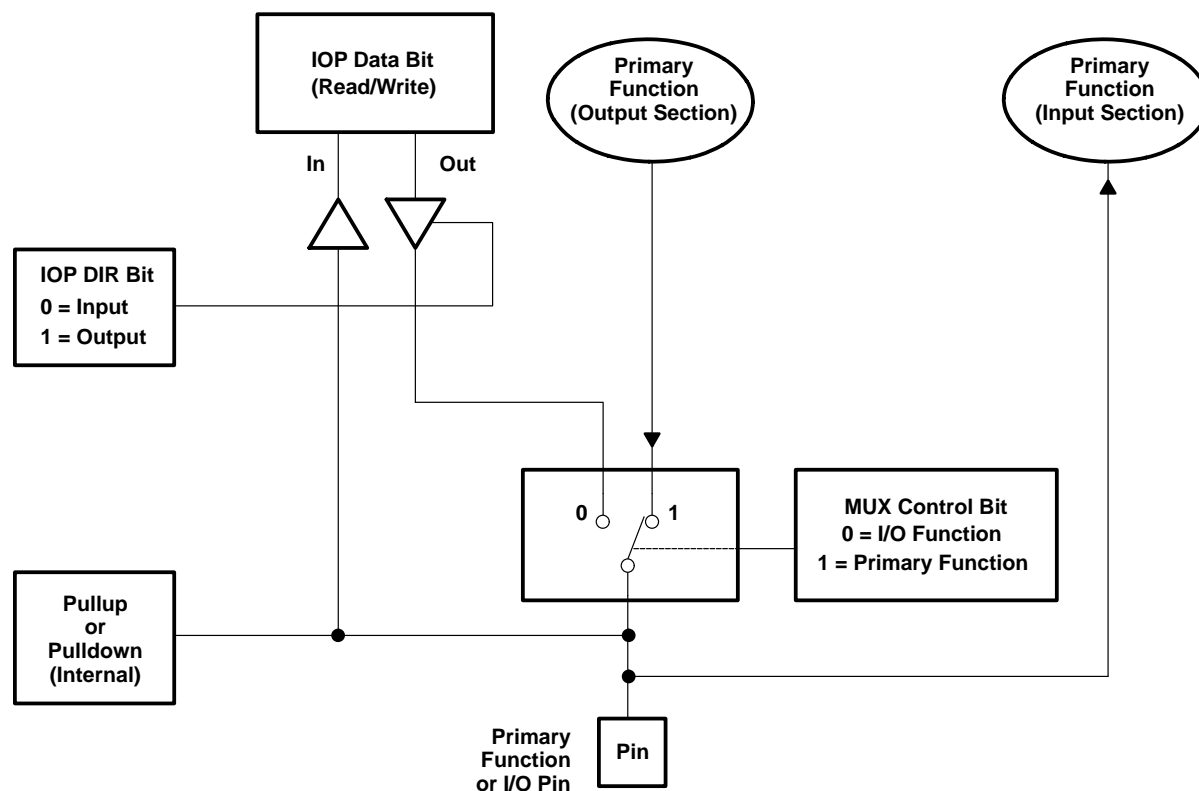 IOP Data Bit
(Read/Write)
Primary
Function
(Output Section)
Primary
Function
(Input Section)
In
Out
IOP DIR Bit
0 = Input
1 = Output
0
1
MUX Control Bit
0 = I/O Function
1 = Primary Function
Pullup
or
Pulldown
(Internal)
Primary
Function
or I/O Pin
Pin